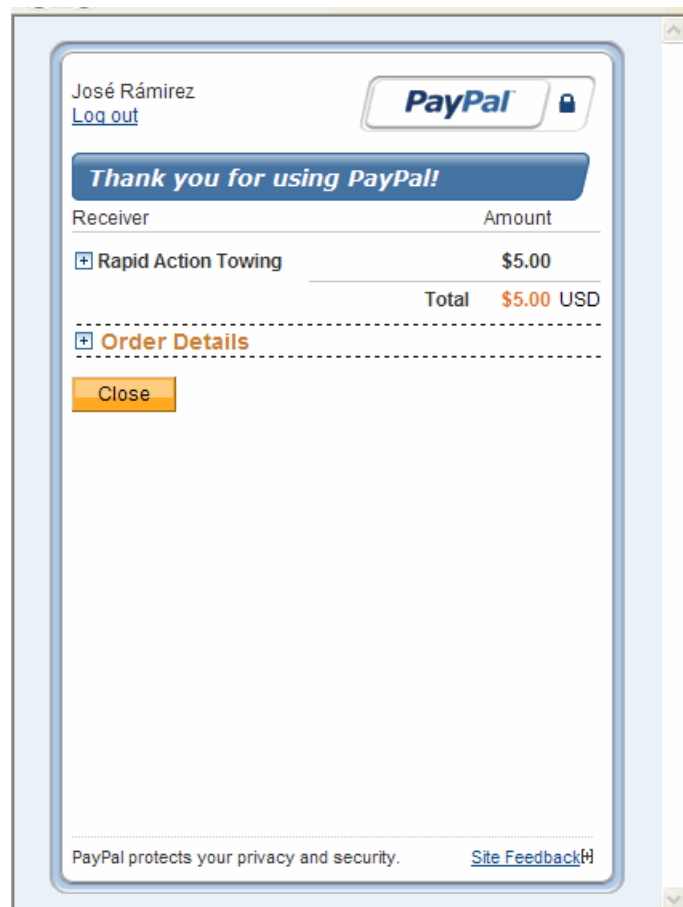 José Rámirez
Log out
PayPal
Thank you for using PayPal!
Receiver Amount
Rapid Action Towing $5.00
Total $5.00 USD
Order Details
Close
PayPal protects your privacy and security. Site Feedback[+]